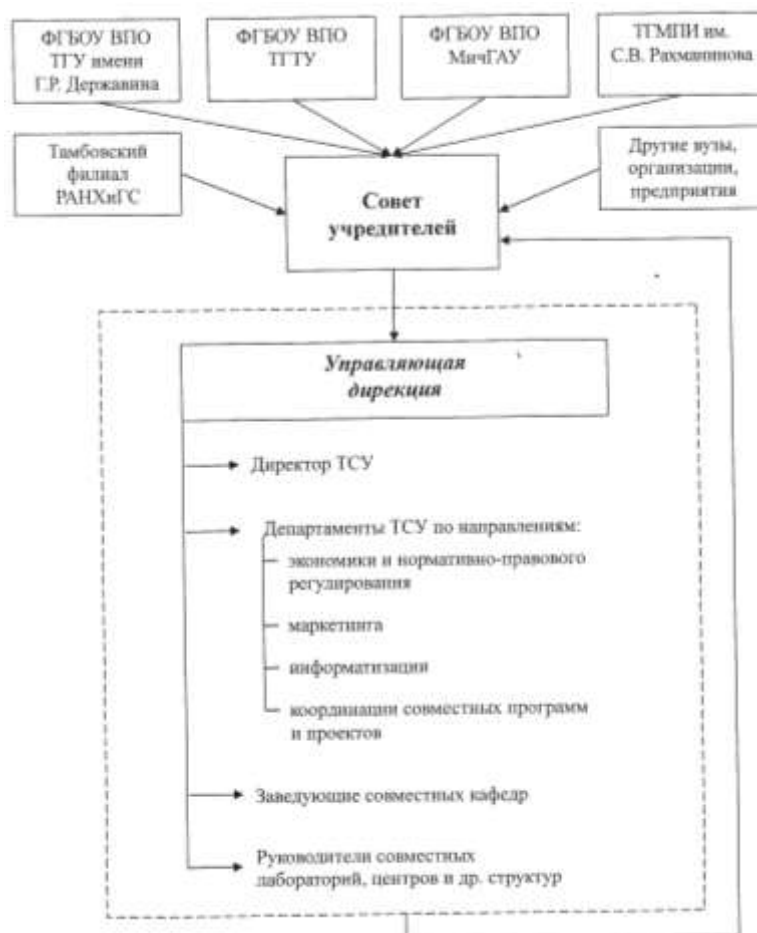 ФГБОУ ВПО
ТГУ имени
Г.Р. Державина
ФГБОУ ВПО
ТГТУ
ФГБОУ ВПО
МичГАУ
ТГМПИ им.
С.В. Рахманинова
Тамбовский
филиал
РАНХиГС
Другие вузы,
организации,
предприятия
Совет
учредителей
Управляющая
дирекция
Директор ТСУ
Департаменты ТСУ по направлениям:
экономики и нормативно-правового
регулирования
маркетинга
информатизации
координации совместных программ
и проектов
Заведующие совместных кафедр
Руководители совместных
лабораторий, центров и др. структур